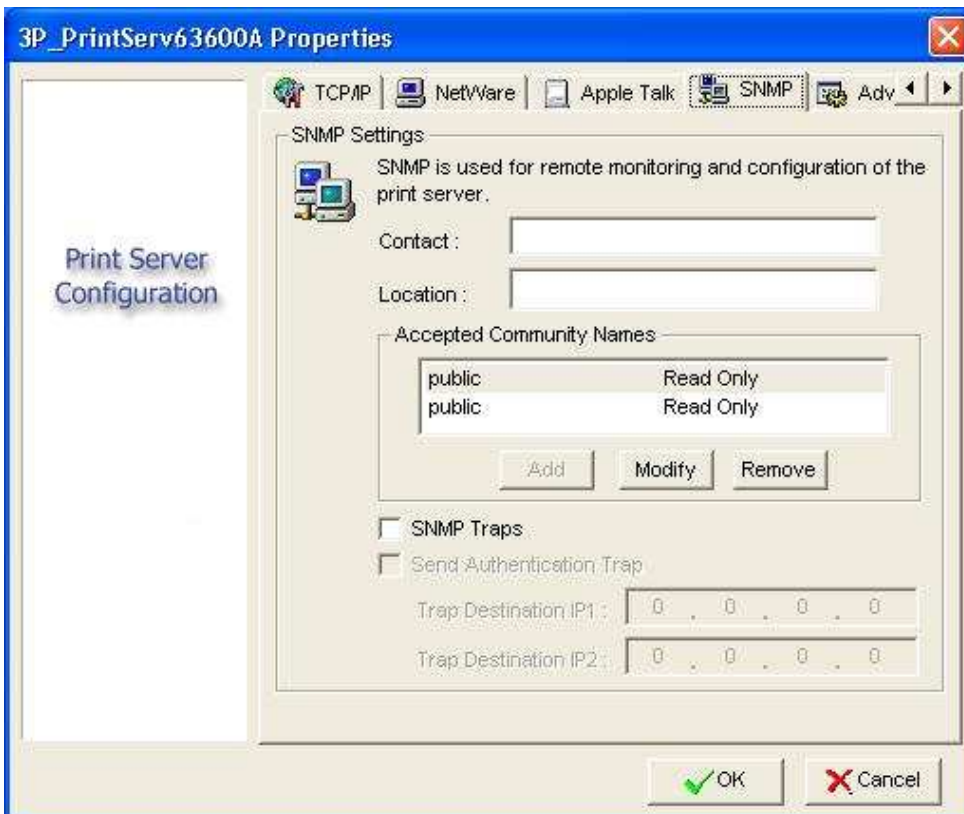 3P_PrintServ63600A Properties
TCP/IP
NetWare
Apple Talk
SNMP
Adv
Print Server
Configuration
SNMP Settings
SNMP is used for remote monitoring and configuration of the
print server.
Contact :
Location :
Accepted Community Names
public Read Only
public Read Only
Add Modify Remove
SNMP Traps
Send Authentication Trap
Trap Destination IP1 : 0 . 0 . 0 . 0
Trap Destination IP2 : 0 . 0 . 0 . 0
OK Cancel